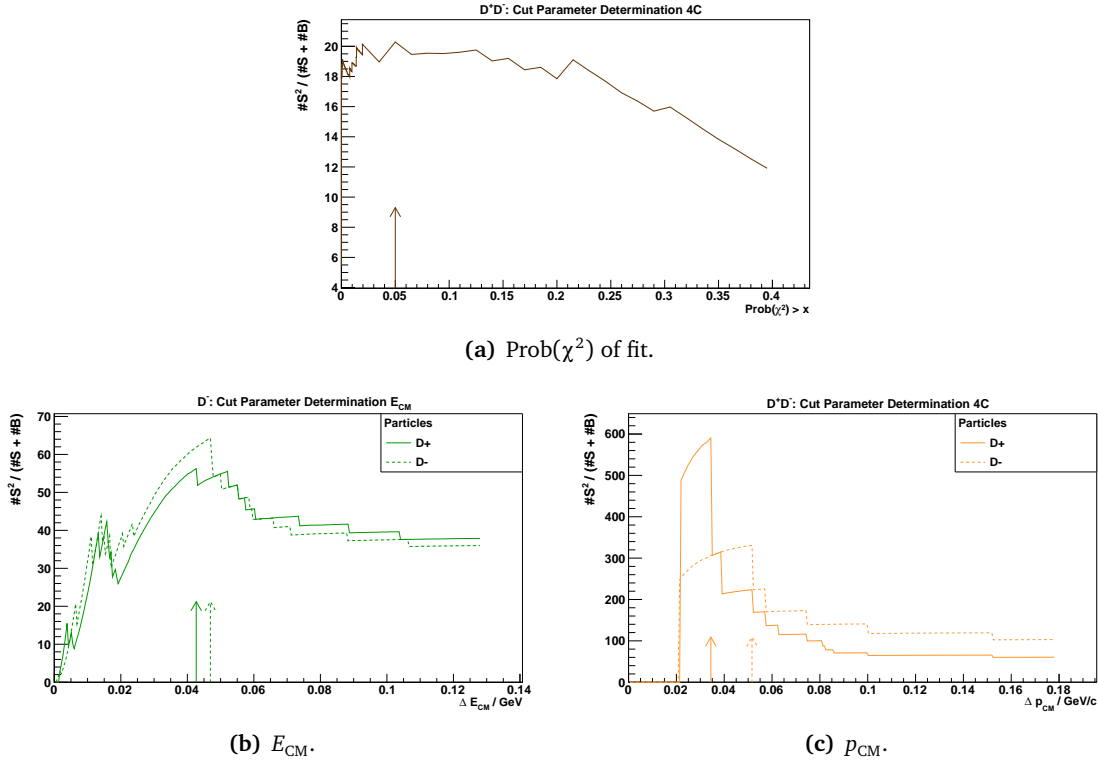 D⁺D⁻: Cut Parameter Determination 4C
#S² / (#S + #B)
20
18
16
14
12
10
8
6
4
0 0.05 0.1 0.15 0.2 0.25 0.3 0.35 0.4
Prob(χ²) > x
(a) Prob(χ²) of fit.
D⁻: Cut Parameter Determination E_CM
#S² / (#S + #B)
70
60
50
40
30
20
10
0
0 0.02 0.04 0.06 0.08 0.1 0.12 0.14
Δ E_CM / GeV
Particles
D+
D-
(b) E_CM.
D⁺D⁻: Cut Parameter Determination 4C
#S² / (#S + #B)
600
500
400
300
200
100
0
0 0.02 0.04 0.06 0.08 0.1 0.12 0.14 0.16 0.18
Δ p_CM / GeV/c
Particles
D+
D-
(c) p_CM.